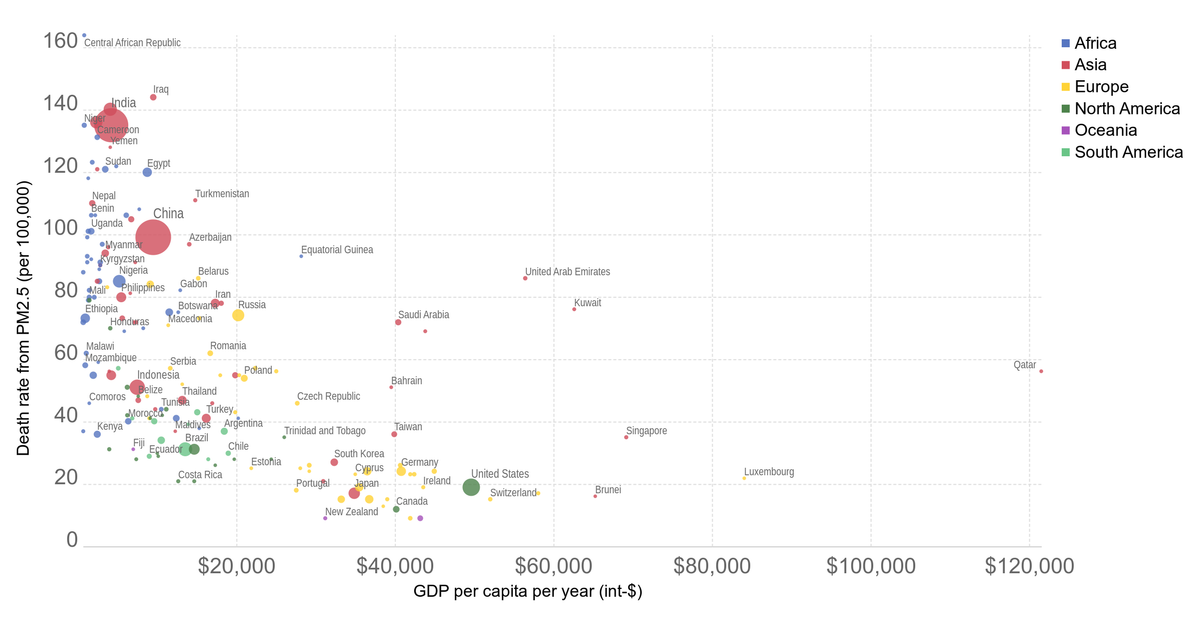 160
Central African Republic
Africa
Asia
Europe
North America
Oceania
South America
140
Iraq
India
Niger
Cameroon
Yemen
120
Sudan
Egypt
Nepal
Turkmenistan
Benin
China
100
Uganda
Azerbaijan
Myanmar
Equatorial Guinea
Kyrgyzstan
Nigeria
Belarus
United Arab Emirates
80
Mali
Philippines
Gabon
Iran
Kuwait
Ethiopia
Botswana
Russia
Saudi Arabia
Honduras
Macedonia
60
Malawi
Romania
Mozambique
Serbia
Qatar
Indonesia
Poland
Bahrain
Belize
Thailand
Comoros
Tunisia
Czech Republic
40
Morocco
Turkey
Kenya
Maldives
Argentina
Trinidad and Tobago
Taiwan
Singapore
Fiji
Ecuador
Brazil
Chile
South Korea
20
Costa Rica
Estonia
Cyprus
Germany
United States
Luxembourg
Portugal
Japan
Ireland
Switzerland
Brunei
New Zealand
Canada
0
$20,000
$40,000
$60,000
$80,000
$100,000
$120,000
GDP per capita per year (int-$)
Death rate from PM2.5 (per 100,000)